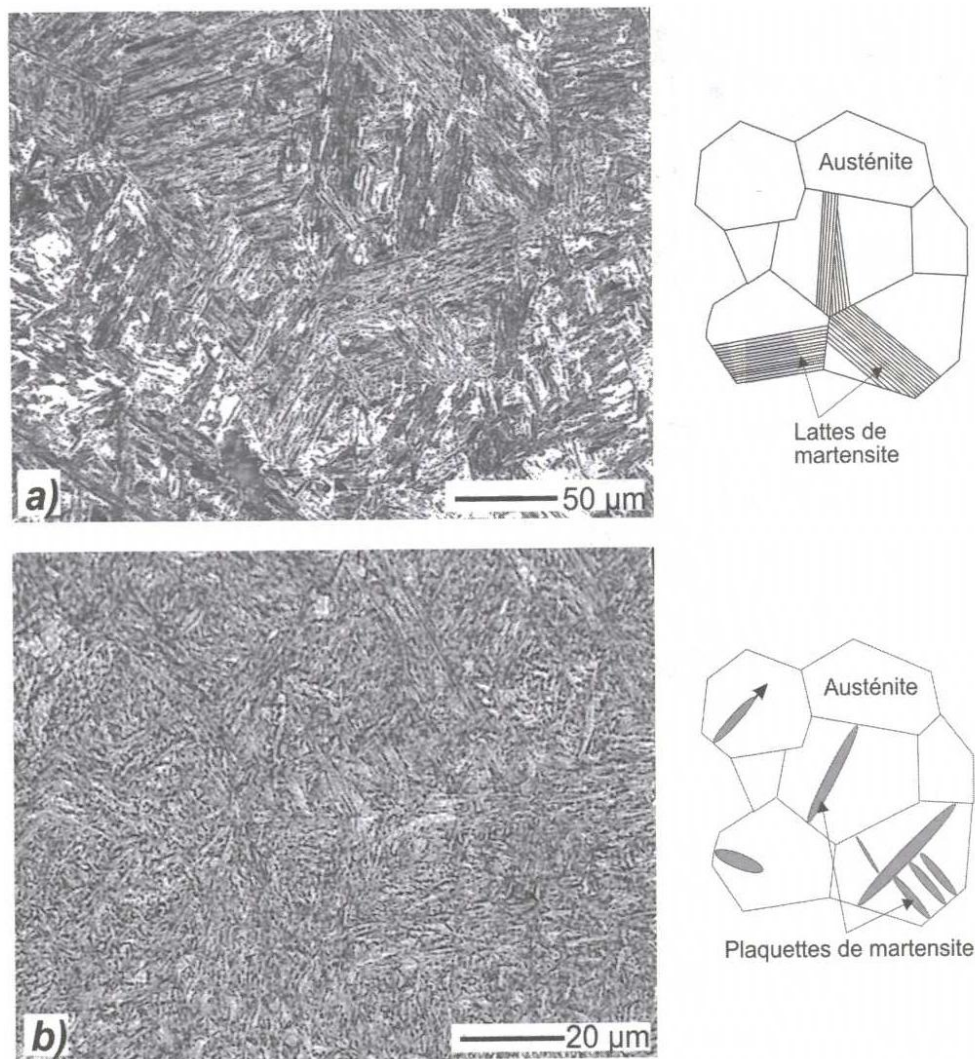 Austénite
Lattes de
martensite
a)
50 µm
Austénite
Plaquettes de martensite
b)
20 µm